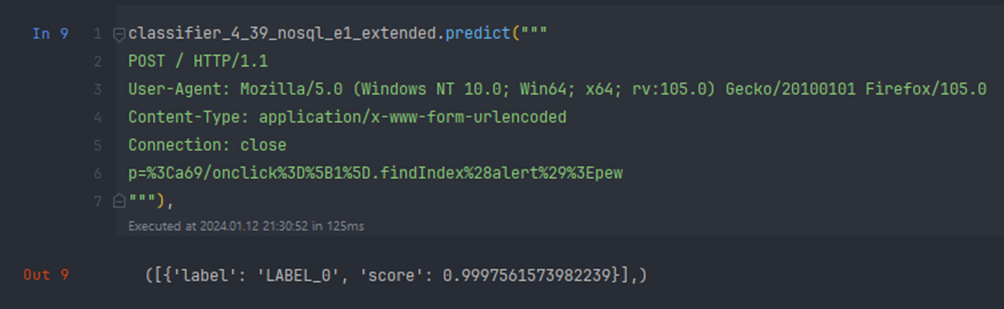 In 9 1 classifier_4_39_nosql_e1_extended.predict("""
2 POST / HTTP/1.1
3 User-Agent: Mozilla/5.0 (Windows NT 10.0; Win64; x64; rv:105.0) Gecko/20100101 Firefox/105.0
4 Content-Type: application/x-www-form-urlencoded
5 Connection: close
6 p=%3Ca69/onclick%3D%5B1%5D.findIndex%28alert%29%3Epew
7 """),
Executed at 2024.01.12 21:30:52 in 125ms
Out 9 ([{'label': 'LABEL_0', 'score': 0.9997561573982239}],)